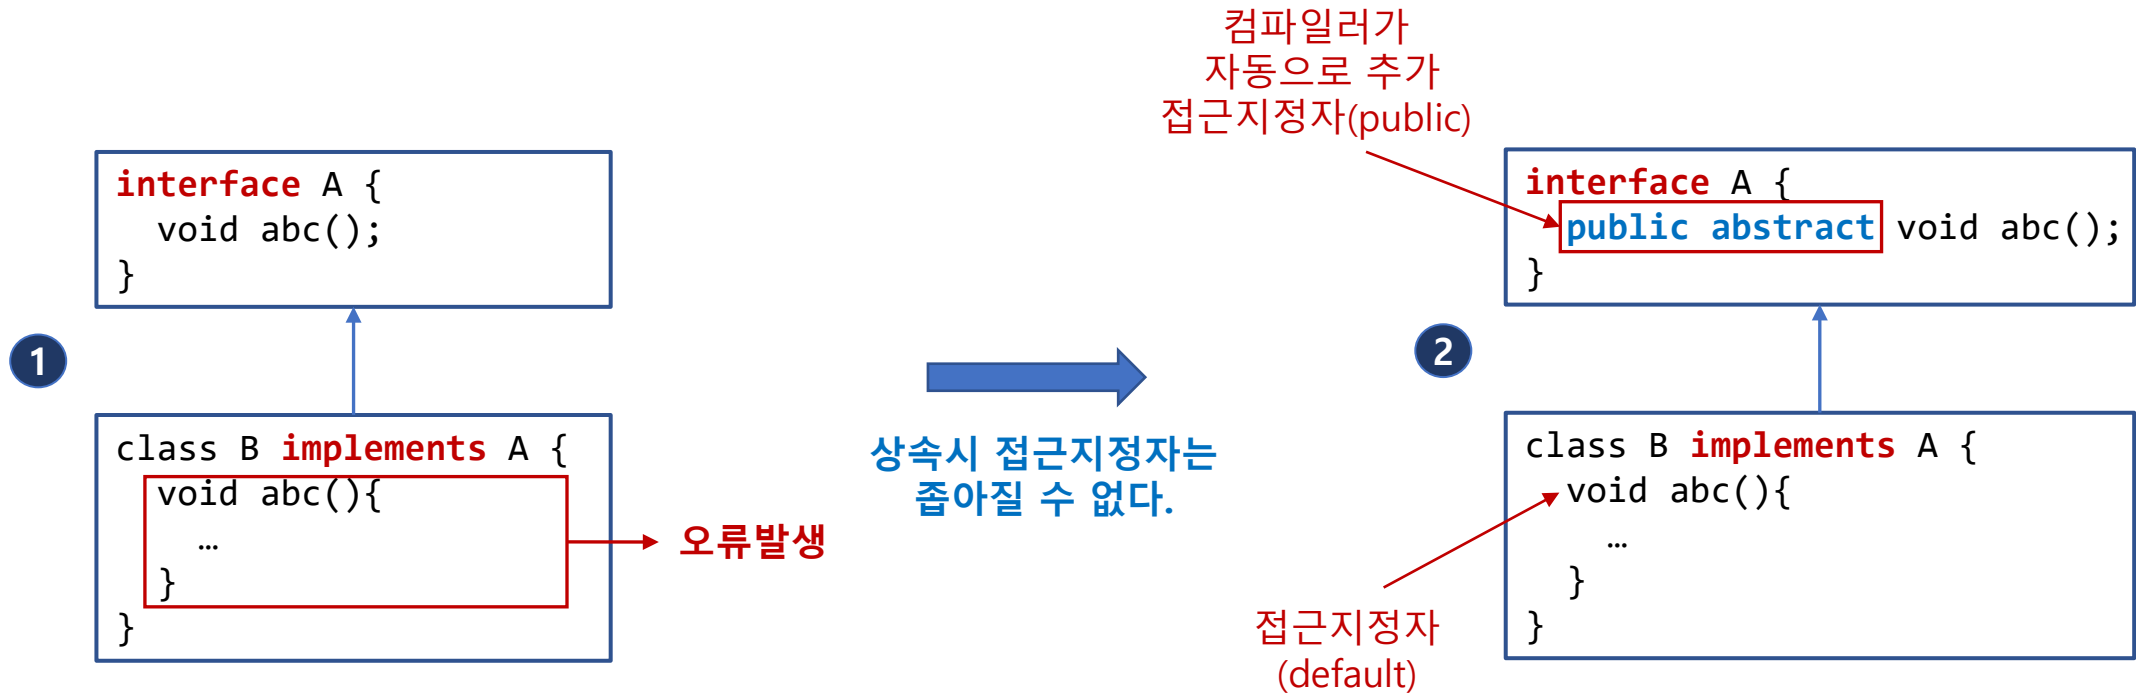 1
interface A {
void abc();
}
class B implements A {
void abc(){
…
}
}
오류발생
상속시 접근지정자는
좁아질 수 없다.
2
컴파일러가
자동으로 추가
접근지정자(public)
interface A {
public abstract void abc();
}
class B implements A {
void abc(){
…
}
}
접근지정자
(default)